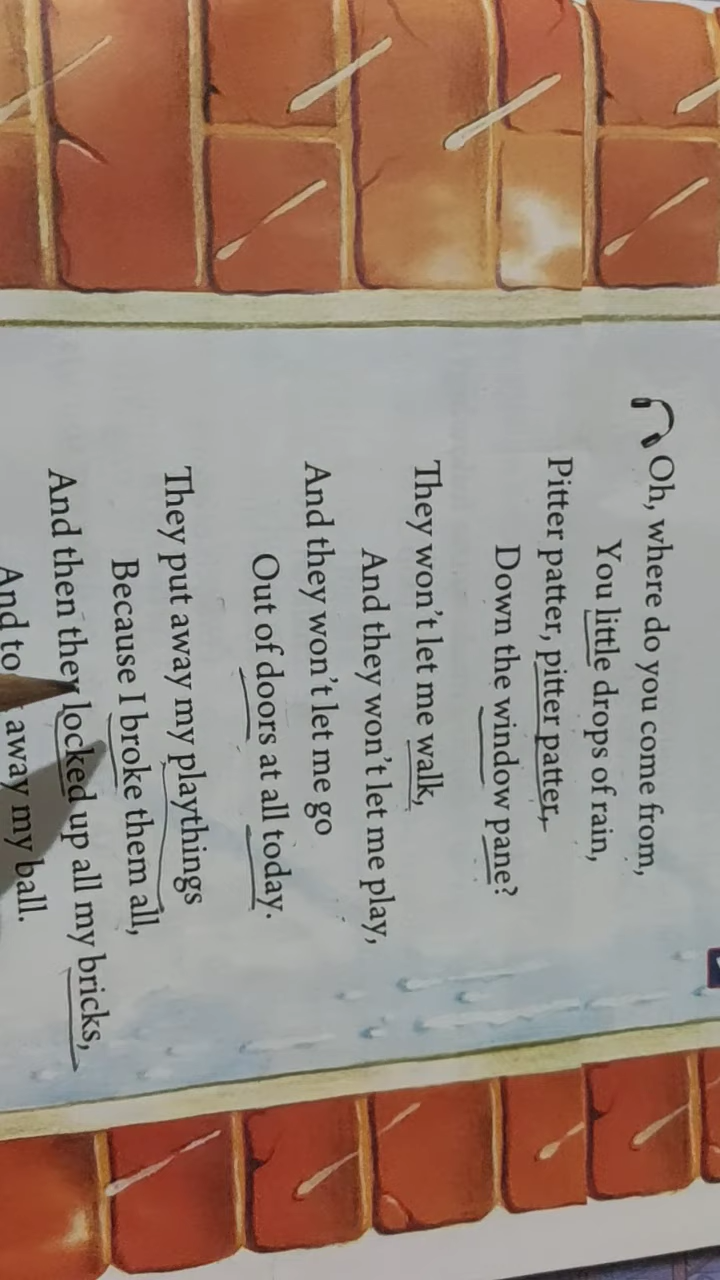 Oh, where do you come from,
You little drops of rain,
Pitter patter, pitter patter,
Down the window pane?
They won't let me walk,
And they won't let me play,
And they won't let me go
Out of doors at all today.
They put away my playthings
Because I broke them all,
And then they locked up all my bricks,
And to away my ball.